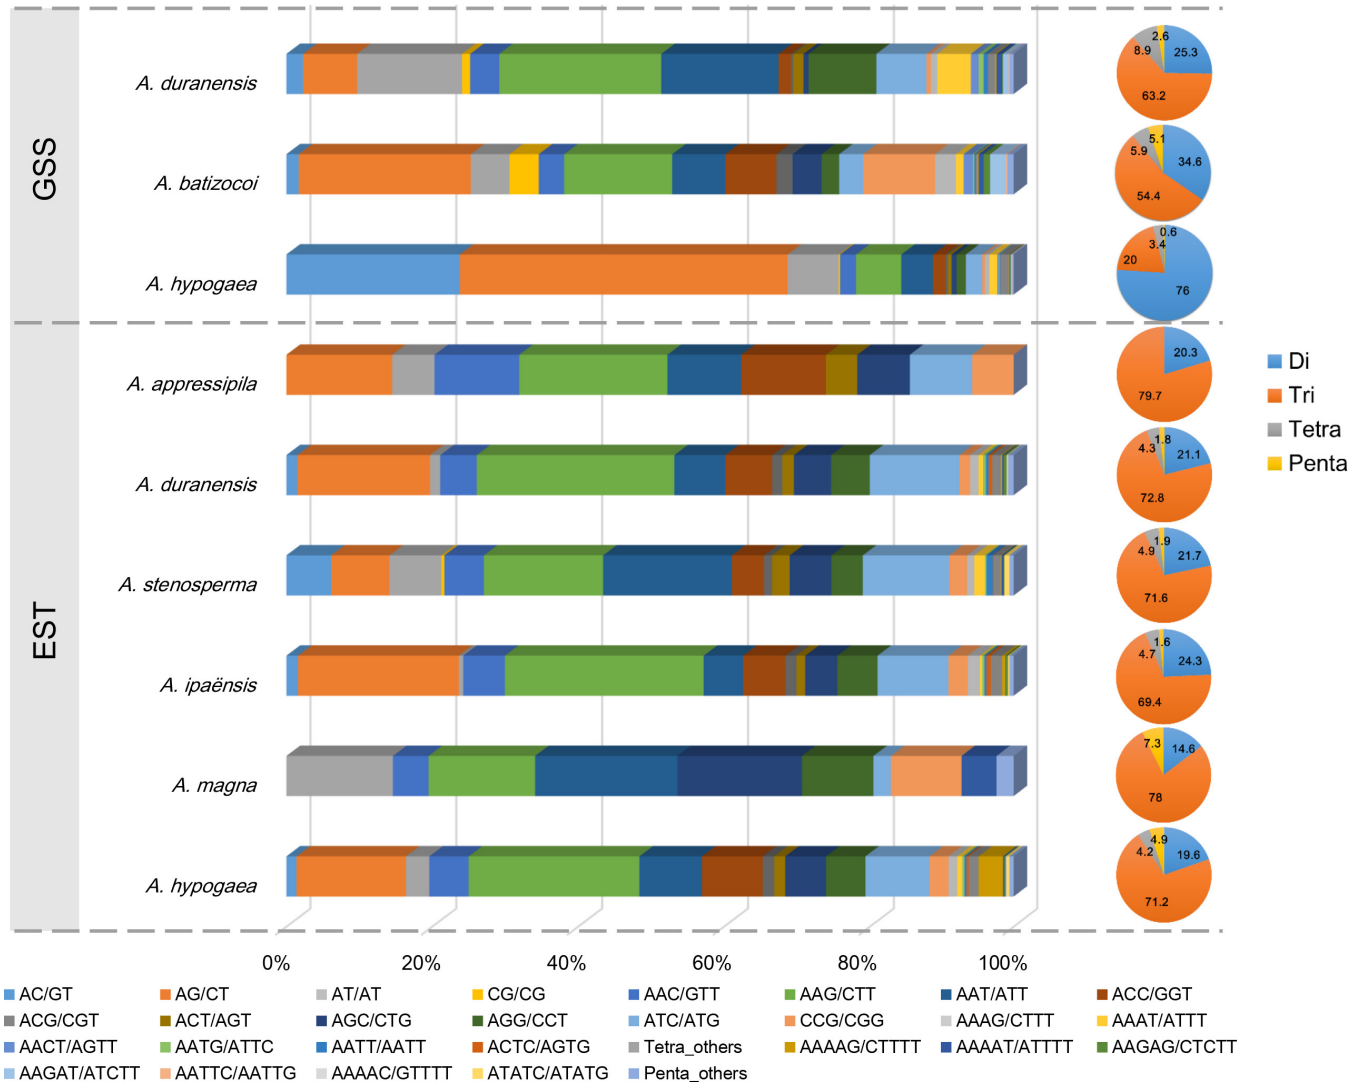 GSS
A. duranensis
2.6
8.9
25.3
63.2
A. batizocoi
5.1
5.9
34.6
54.4
A. hypogaea
0.6
3.4
20
76
EST
A. appressipila
20.3
79.7
A. duranensis
1.8
4.3
21.1
72.8
A. stenosperma
1.9
4.9
21.7
71.6
A. ipaënsis
1.6
4.7
24.3
69.4
A. magna
7.3
14.6
78
A. hypogaea
4.9
4.2
19.6
71.2
Di
Tri
Tetra
Penta
0% 20% 40% 60% 80% 100%
AC/GT AG/CT AT/AT CG/CG AAC/GTT AAG/CTT AAT/ATT ACC/GGT
ACG/CGT ACT/AGT AGC/CTG AGG/CCT ATC/ATG CCG/CGG AAAG/CTTT AAAT/ATTT
AACT/AGTT AATG/ATTC AATT/AATT ACTC/AGTG Tetra_others AAAAG/CTTTT AAAAT/ATTTT AAGAG/CTCTT
AAGAT/ATCTT AATTC/AATTG AAAAC/GTTTT ATATC/ATATG Penta_others